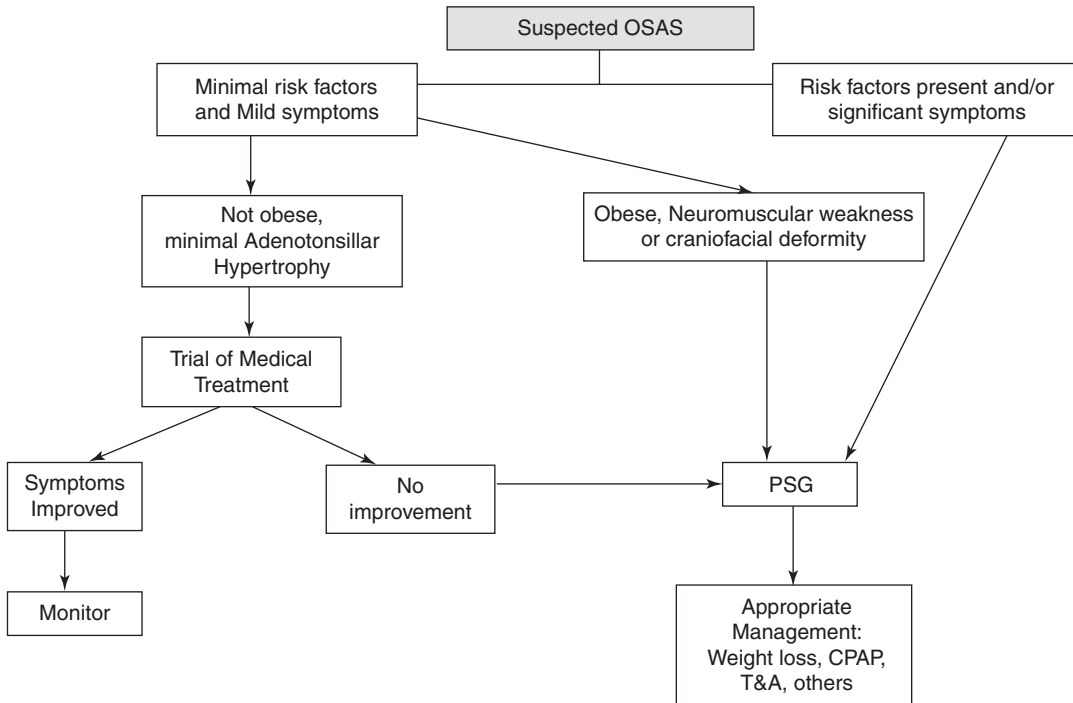 Suspected OSAS
Minimal risk factors
and Mild symptoms
Risk factors present and/or
significant symptoms
Not obese,
minimal Adenotonsillar
Hypertrophy
Obese, Neuromuscular weakness
or craniofacial deformity
Trial of Medical
Treatment
Symptoms
Improved
No
improvement
PSG
Monitor
Appropriate
Management:
Weight loss, CPAP,
T&A, others